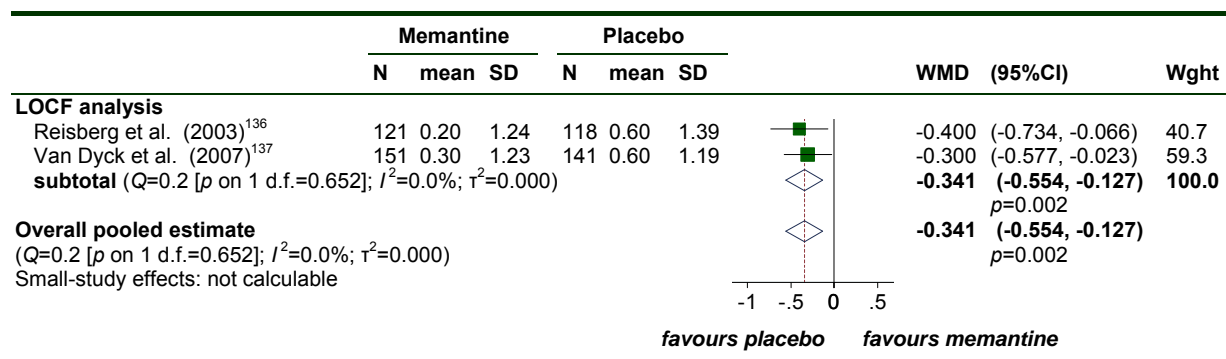 Memantine Placebo
N mean SD N mean SD WMD (95%CI) Wght
LOCF analysis
Reisberg et al. (2003)136 121 0.20 1.24 118 0.60 1.39 -0.400 (-0.734, -0.066) 40.7
Van Dyck et al. (2007)137 151 0.30 1.23 141 0.60 1.19 -0.300 (-0.577, -0.023) 59.3
subtotal (Q=0.2 [p on 1 d.f.=0.652]; I²=0.0%; τ²=0.000) -0.341 (-0.554, -0.127) 100.0
p=0.002
Overall pooled estimate -0.341 (-0.554, -0.127)
(Q=0.2 [p on 1 d.f.=0.652]; I²=0.0%; τ²=0.000) p=0.002
Small-study effects: not calculable
-1 -.5 0 .5
favours placebo favours memantine